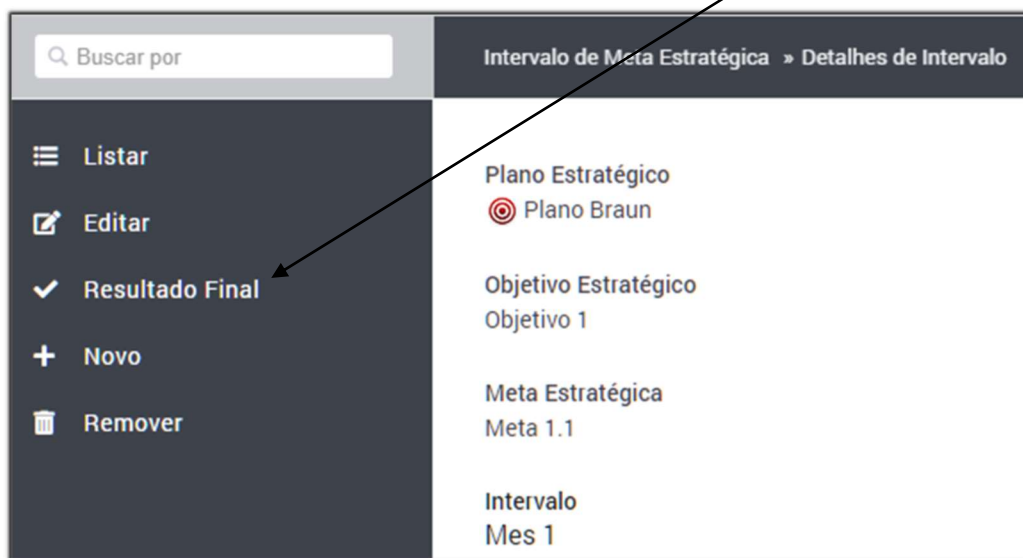 Buscar por
Intervalo de Meta Estratégica » Detalhes de Intervalo
Listar
Editar
Resultado Final
Novo
Remover
Plano Estratégico
Plano Braun
Objetivo Estratégico
Objetivo 1
Meta Estratégica
Meta 1.1
Intervalo
Mes 1